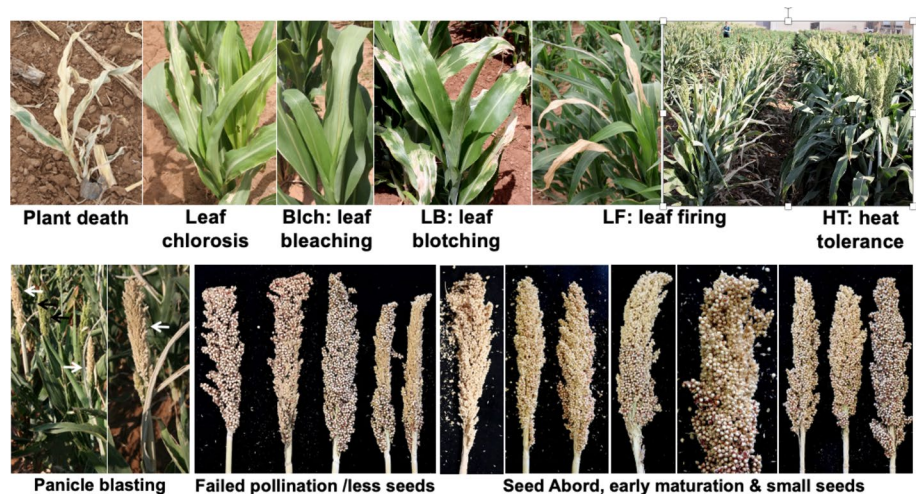 Plant death
Leaf
chlorosis
Blch: leaf
bleaching
LB: leaf
blotching
LF: leaf firing
HT: heat
tolerance
Panicle blasting
Failed pollination /less seeds
Seed Abord, early maturation & small seeds